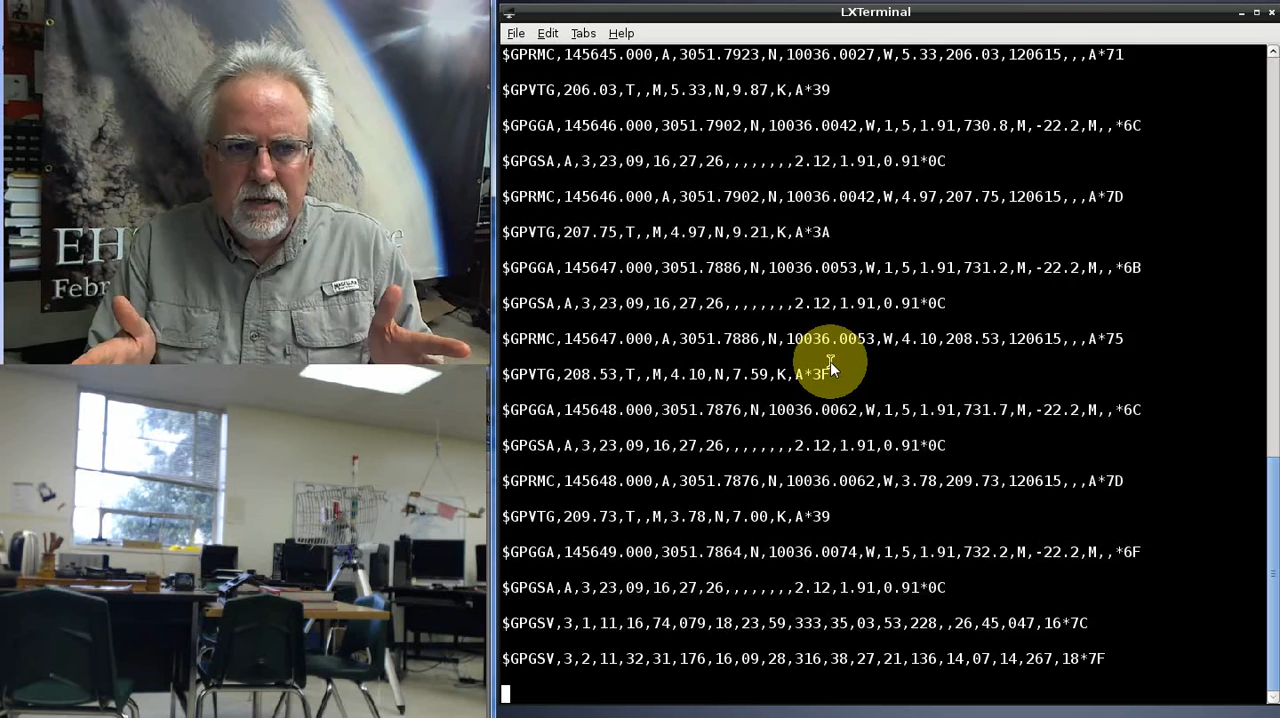 EH
Febr
ce
LXTerminal
File Edit Tabs Help
$GPRMC,145645.000,A,3051.7923,N,10036.0027,W,5.33,206.03,120615,,,A*71
$GPVTG,206.03,T,,M,5.33,N,9.87,K,A*39
$GPGGA,145646.000,3051.7902,N,10036.0042,W,1,5,1.91,730.8,M,-22.2,M,,*6C
$GPGSA,A,3,23,09,16,27,26,,,,,,,,2.12,1.91,0.91*0C
$GPRMC,145646.000,A,3051.7902,N,10036.0042,W,4.97,207.75,120615,,,A*7D
$GPVTG,207.75,T,,M,4.97,N,9.21,K,A*3A
$GPGGA,145647.000,3051.7886,N,10036.0053,W,1,5,1.91,731.2,M,-22.2,M,,*6B
$GPGSA,A,3,23,09,16,27,26,,,,,,,,2.12,1.91,0.91*0C
$GPRMC,145647.000,A,3051.7886,N,10036.0053,W,4.10,208.53,120615,,,A*75
$GPVTG,208.53,T,,M,4.10,N,7.59,K,A*3F
$GPGGA,145648.000,3051.7876,N,10036.0062,W,1,5,1.91,731.7,M,-22.2,M,,*6C
$GPGSA,A,3,23,09,16,27,26,,,,,,,,2.12,1.91,0.91*0C
$GPRMC,145648.000,A,3051.7876,N,10036.0062,W,3.78,209.73,120615,,,A*7D
$GPVTG,209.73,T,,M,3.78,N,7.00,K,A*39
$GPGGA,145649.000,3051.7864,N,10036.0074,W,1,5,1.91,732.2,M,-22.2,M,,*6F
$GPGSA,A,3,23,09,16,27,26,,,,,,,,2.12,1.91,0.91*0C
$GPGSV,3,1,11,16,74,079,18,23,59,333,35,03,53,228,,26,45,047,16*7C
$GPGSV,3,2,11,32,31,176,16,09,28,316,38,27,21,136,14,07,14,267,18*7F